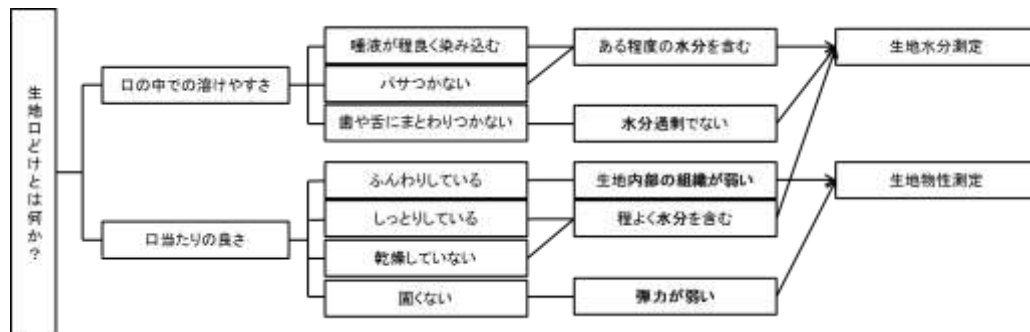 生地口どけとは何か？
口の中での溶けやすさ
唾液が程良く染み込む
パサつかない
歯や舌にまとわりつかない
ある程度の水分を含む
水分過剰でない
生地水分測定
口当たりの良さ
ふんわりしている
しっとりしている
乾燥していない
固くない
生地内部の組織が弱い
程よく水分を含む
弾力が弱い
生地物性測定